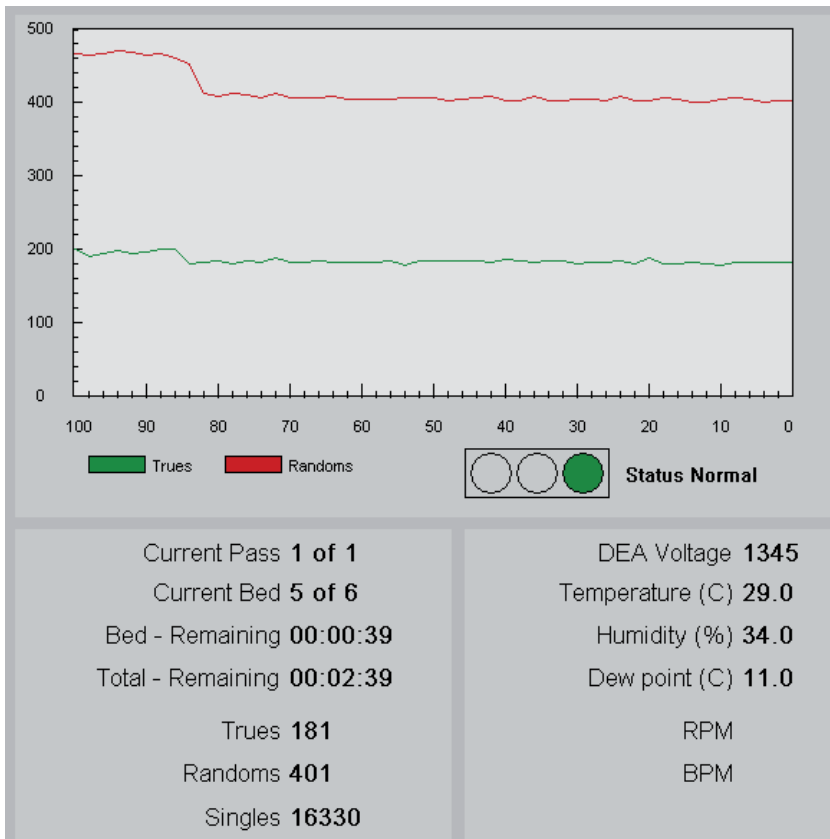 500
400
300
200
100
0
100 90 80 70 60 50 40 30 20 10 0
Trues Randoms Status Normal
Current Pass 1 of 1
Current Bed 5 of 6
Bed - Remaining 00:00:39
Total - Remaining 00:02:39
Trues 181
Randoms 401
Singles 16330
DEA Voltage 1345
Temperature (C) 29.0
Humidity (%) 34.0
Dew point (C) 11.0
RPM
BPM